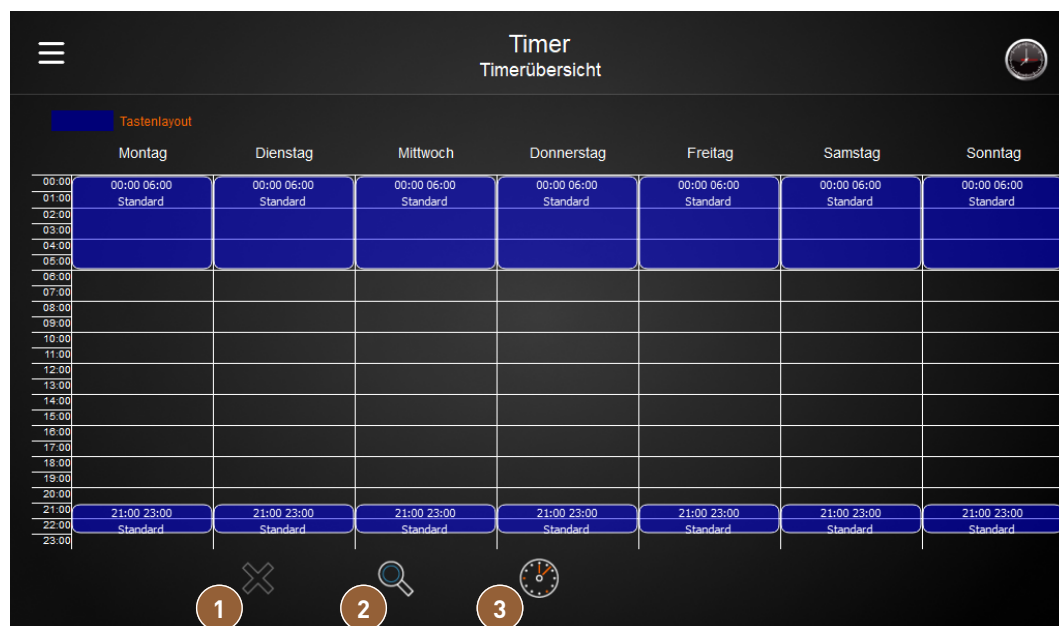 Timer
Timerübersicht
Tastenlayout
Montag Dienstag Mittwoch Donnerstag Freitag Samstag Sonntag
00:00 00:00 06:00 00:00 06:00 00:00 06:00 00:00 06:00 00:00 06:00 00:00 06:00 00:00 06:00
01:00 Standard Standard Standard Standard Standard Standard Standard
02:00
03:00
04:00
05:00
06:00
07:00
08:00
09:00
10:00
11:00
12:00
13:00
14:00
15:00
16:00
17:00
18:00
19:00
20:00
21:00 21:00 23:00 21:00 23:00 21:00 23:00 21:00 23:00 21:00 23:00 21:00 23:00 21:00 23:00
22:00 Standard Standard Standard Standard Standard Standard Standard
23:00
1 2 3